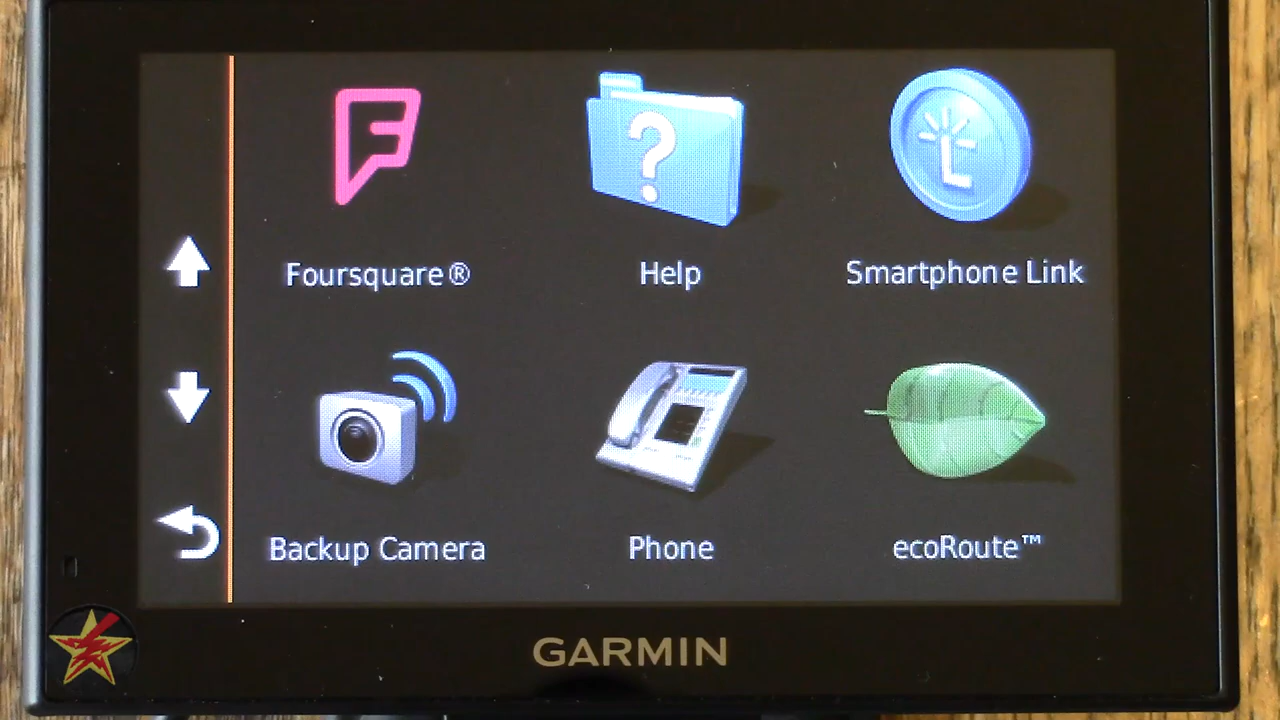 Foursquare®
Help
Smartphone Link
Backup Camera
Phone
ecoRoute™
GARMIN